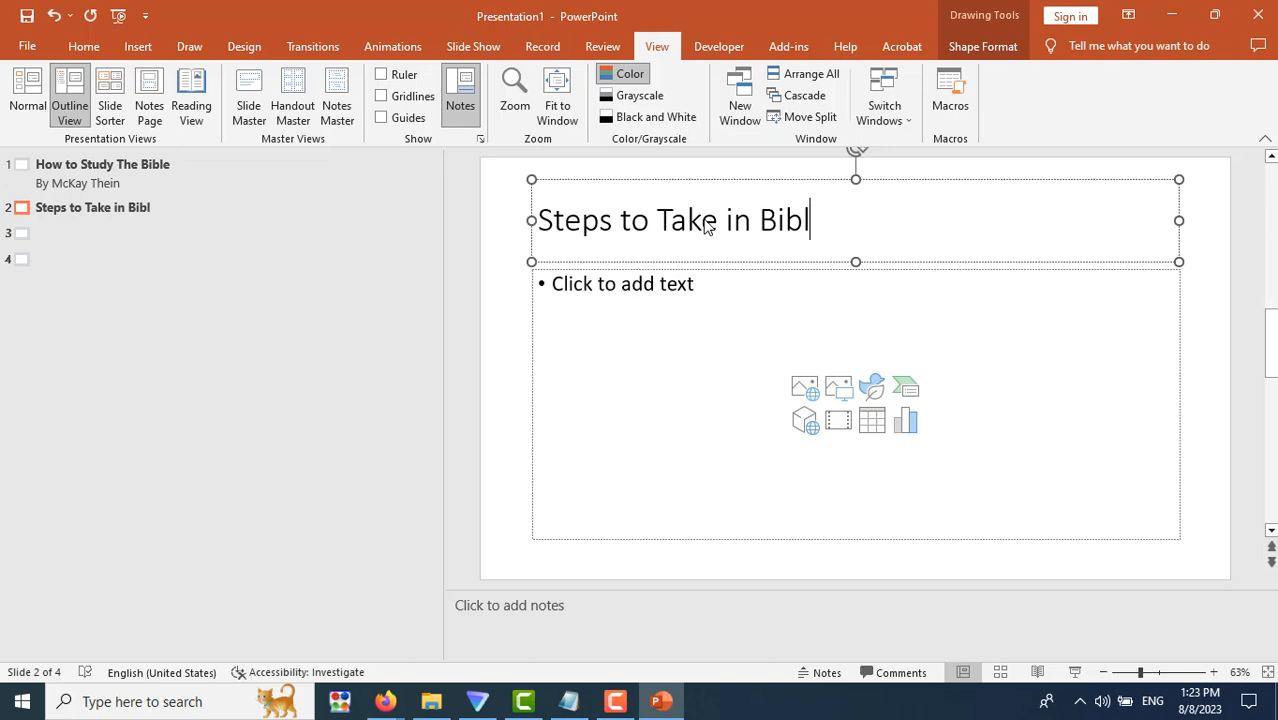 Presentation1 - PowerPoint
Drawing Tools
Sign in
File
Home
Insert
Draw
Design
Transitions
Animations
Slide Show
Record
Review
View
Developer
Add-ins
Help
Acrobat
Shape Format
Tell me what you want to do
Normal
Outline View
Slide Sorter
Notes Page
Reading View
Presentation Views
Slide Master
Handout Master
Notes Master
Master Views
Ruler
Gridlines
Guides
Show
Notes
Zoom
Fit to Window
Zoom
Color
Grayscale
Black and White
Color/Grayscale
New Window
Arrange All
Cascade
Move Split
Window
Switch Windows
Macros
Macros
1 How to Study The Bible
By McKay Thein
2 Steps to Take in Bibl
3
4
Steps to Take in Bibl
• Click to add text
Click to add notes
Slide 2 of 4
English (United States)
Accessibility: Investigate
Notes
Comments
63%
Type here to search
ENG
1:23 PM
8/8/2023